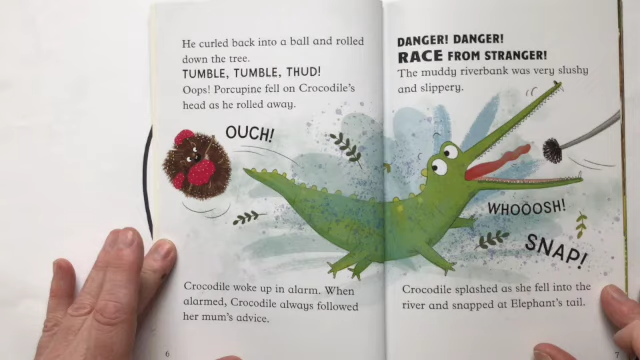 He curled back into a ball and rolled
down the tree.
TUMBLE, TUMBLE, THUD!
Oops! Porcupine fell on Crocodile's
head as he rolled away.
OUCH!
Crocodile woke up in alarm. When
alarmed, Crocodile always followed
her mum's advice.
6
DANGER! DANGER!
RACE FROM STRANGER!
The muddy riverbank was very slushy
and slippery.
WHOOOSH!
SNAP!
Crocodile splashed as she fell into the
river and snapped at Elephant's tail.
7